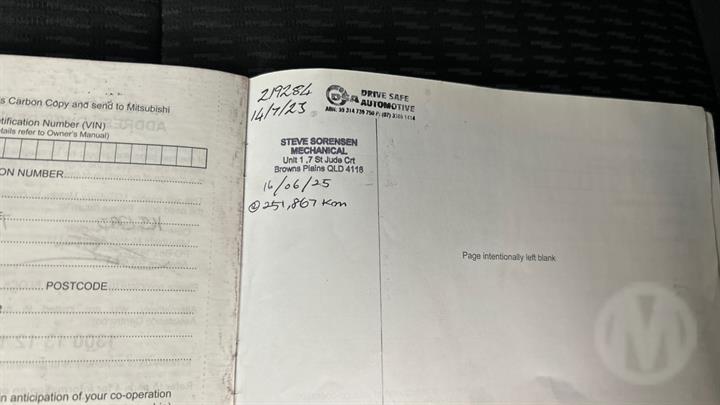 s Carbon Copy and send to Mitsubishi
tification Number (VIN)
tails refer to Owner's Manual)
ON NUMBER
POSTCODE
n anticipation of your co-operation
219284
14/7/23
DRIVE SAFE
AUTOMOTIVE
STEVE SORENSEN
MECHANICAL
Unit 1 ,7 St Jude Crt
Browns Plains QLD 4118
16/06/25
@ 251,867 km
Page intentionally left blank
M